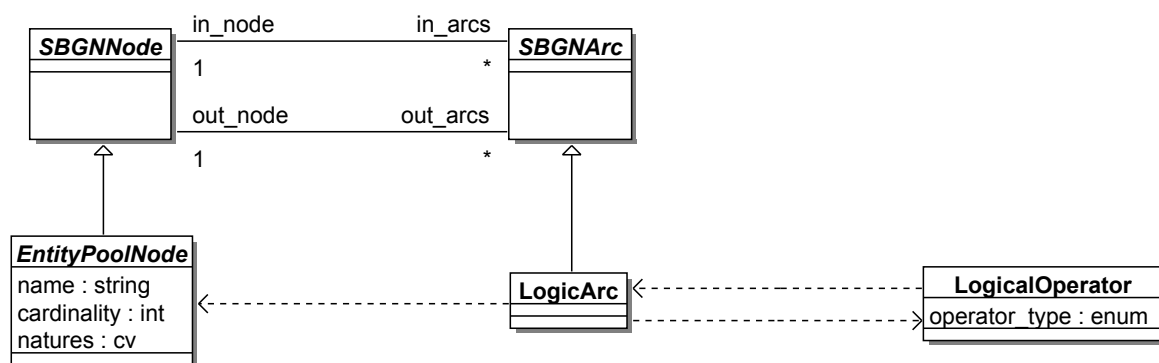 SBGNNode
in_node
in_arcs
SBGNArc
1
*
out_node
out_arcs
1
*
EntityPoolNode
name : string
cardinality : int
natures : cv
LogicArc
LogicalOperator
operator_type : enum